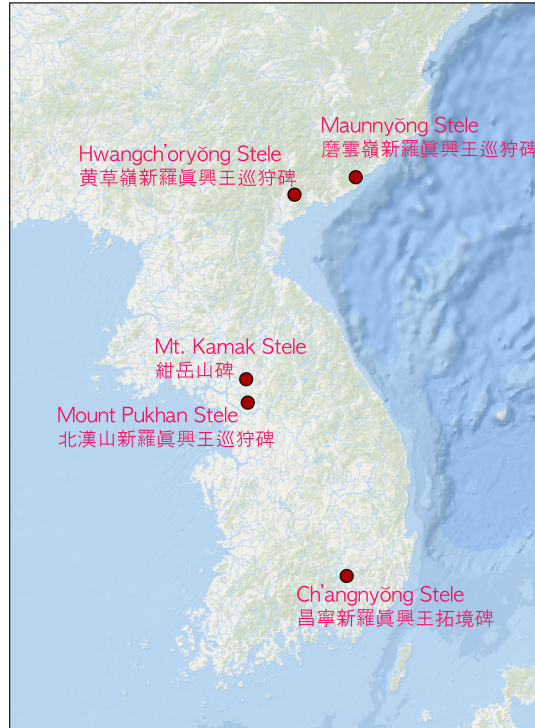 Maunnyŏng Stele
磨雲嶺新羅眞興王巡狩碑
Hwangch'oryŏng Stele
黄草嶺新羅眞興王巡狩碑
Mt. Kamak Stele
紺岳山碑
Mount Pukhan Stele
北漢山新羅眞興王巡狩碑
Ch'angnyŏng Stele
昌寧新羅眞興王拓境碑